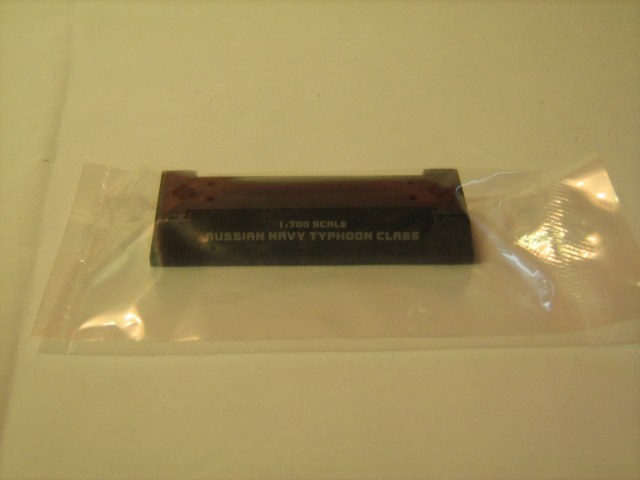 1:700 SCALE
RUSSIAN NAVY TYPHOON CLASS